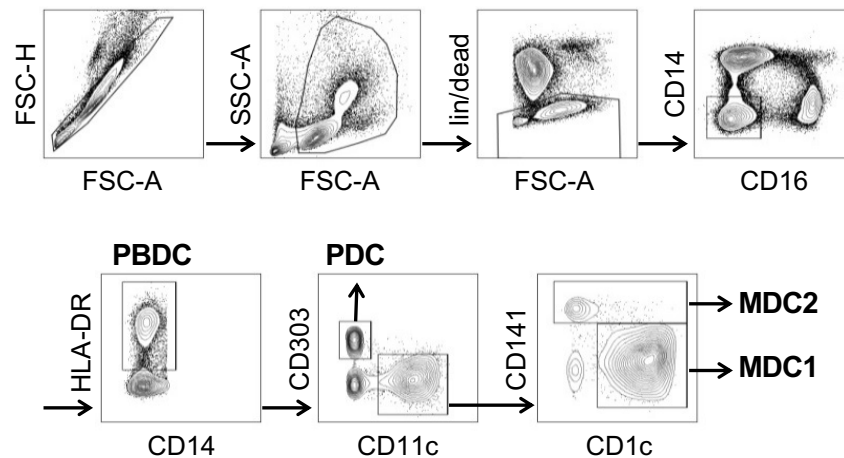 FSC-H
FSC-A
SSC-A
FSC-A
lin/dead
FSC-A
CD14
CD16
PBDC
HLA-DR
CD14
PDC
CD303
CD11c
CD141
CD1c
MDC2
MDC1